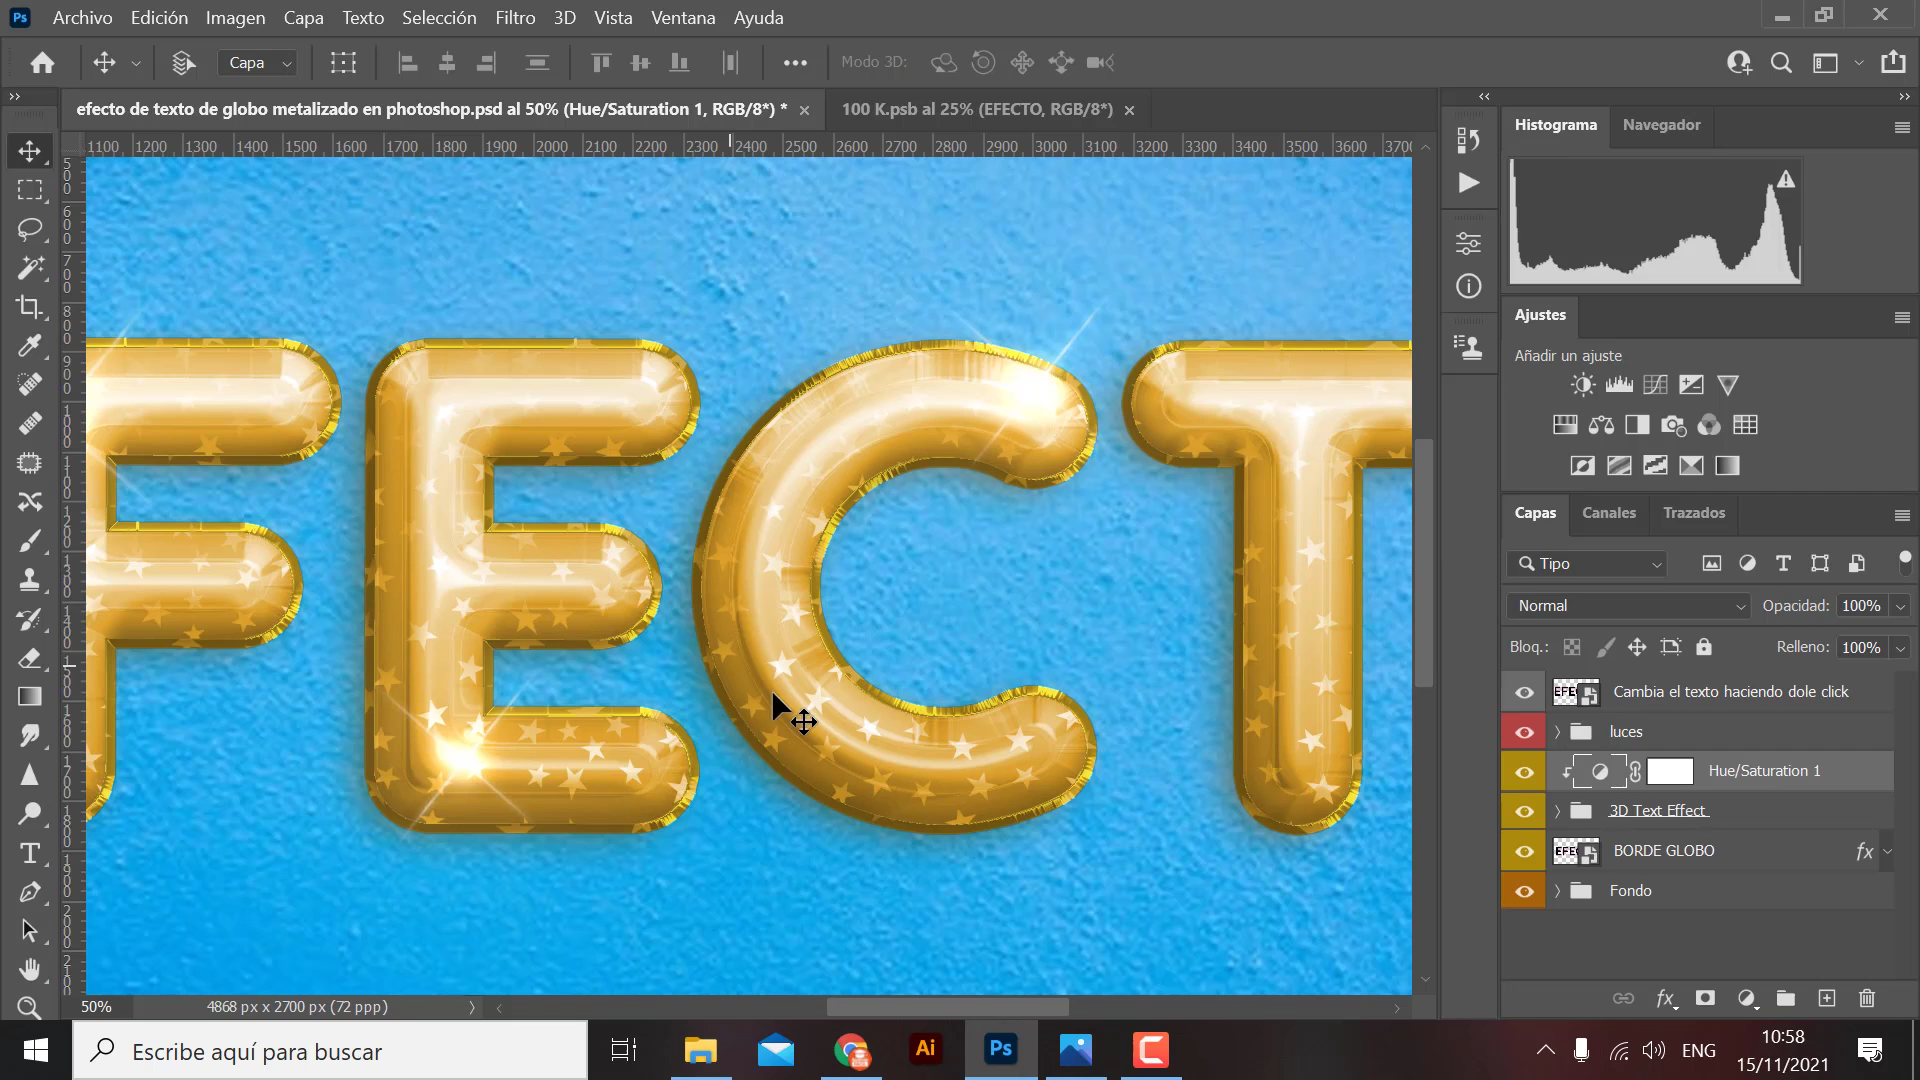 Ps Archivo Edición Imagen Capa Texto Selección Filtro 3D Vista Ventana Ayuda
Capa Modo 3D:
efecto de texto de globo metalizado en photoshop.psd al 50% (Hue/Saturation 1, RGB/8*) * 100 K.psb al 25% (EFECTO, RGB/8*)
1100 1200 1300 1400 1500 1600 1700 1800 1900 2000 2100 2200 2300 2400 2500 2600 2700 2800 2900 3000 3100 3200 3300 3400 3500 3600 3700
FECT
Histograma Navegador
Ajustes
Añadir un ajuste
Capas Canales Trazados
Tipo
Normal Opacidad: 100%
Bloq.: Relleno: 100%
Cambia el texto haciendo dole click
luces
Hue/Saturation 1
3D Text Effect
BORDE GLOBO fx
Fondo
fx
50% 4868 px x 2700 px (72 ppp)
Escribe aquí para buscar
Ai Ps
ENG
10:58
15/11/2021